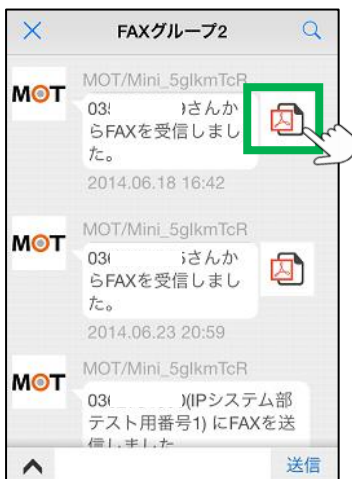 FAXグループ2
MOT/Mini_5glkmTcR
MOT
03 さんか
らFAXを受信しまし
た。
2014.06.18 16:42
MOT/Mini_5glkmTcR
MOT
03 さんか
らFAXを受信しまし
た。
2014.06.23 20:59
MOT/Mini_5glkmTcR
MOT
03 )(IPシステム部
テスト用番号1) にFAXを送
信しました
送信